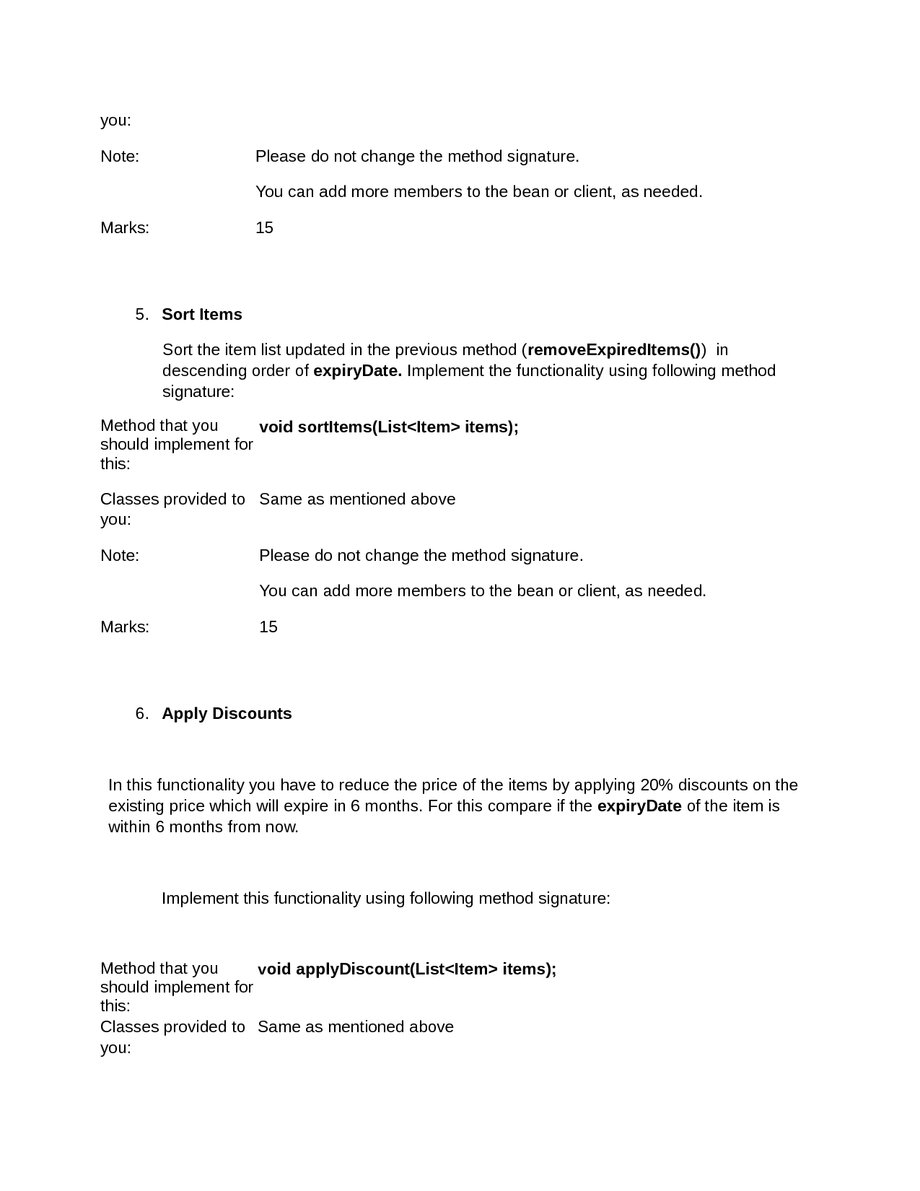 you:
Note: Please do not change the method signature.
You can add more members to the bean or client, as needed.
Marks: 15
5. Sort Items
Sort the item list updated in the previous method (removeExpiredItems())  in
descending order of expiryDate. Implement the functionality using following method
signature:
Method that you void sortItems(List<Item> items);
should implement for
this:
Classes provided to Same as mentioned above
you:
Note: Please do not change the method signature.
You can add more members to the bean or client, as needed.
Marks: 15
6. Apply Discounts
In this functionality you have to reduce the price of the items by applying 20% discounts on the
existing price which will expire in 6 months. For this compare if the expiryDate of the item is
within 6 months from now.
Implement this functionality using following method signature:
Method that you void applyDiscount(List<Item> items);
should implement for
this:
Classes provided to Same as mentioned above
you: